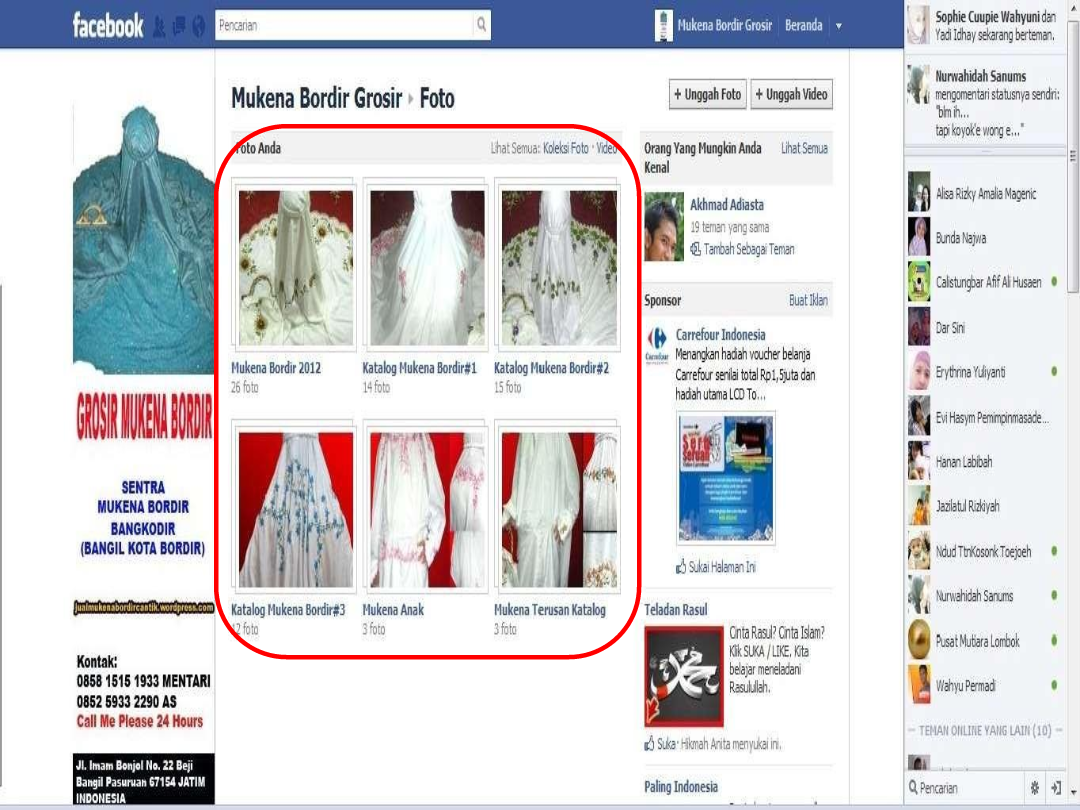 facebook
Pencarian
Mukena Bordir Grosir
Beranda
Mukena Bordir Grosir
Foto
+ Unggah Foto
+ Unggah Video
Foto Anda
Lihat Semua: Koleksi Foto · Video
Mukena Bordir 2012
26 foto
Katalog Mukena Bordir#1
14 foto
Katalog Mukena Bordir#2
15 foto
Katalog Mukena Bordir#3
12 foto
Mukena Anak
3 foto
Mukena Terusan Katalog
3 foto
GROSIR MUKENA BORDIR
SENTRA
MUKENA BORDIR
BANGKODIR
(BANGIL KOTA BORDIR)
jualmukenabordircantik.wordpress.com
Kontak:
0858 1515 1933 MENTARI
0852 5933 2290 AS
Call Me Please 24 Hours
Jl. Imam Bonjol No. 22 Beji
Bangil Pasuruan 67154 JATIM
INDONESIA
Orang Yang Mungkin Anda
Kenal
Lihat Semua
Akhmad Adiasta
19 teman yang sama
Tambah Sebagai Teman
Sponsor
Buat Iklan
Carrefour Indonesia
Carrefour
Menangkan hadiah voucher belanja
Carrefour senilai total Rp1,5juta dan
hadiah utama LCD To...
Sukai Halaman Ini
Teladan Rasul
Cinta Rasul? Cinta Islam?
Klik SUKA / LIKE, Kita
belajar meneladani
Rasulullah.
Suka · Hikmah Anita menyukai ini.
Paling Indonesia
Sophie Cuupie Wahyuni dan
Yadi Idhay sekarang berteman.
Nurwahidah Sanums
mengomentari statusnya sendiri:
"blm ih...
tapi koyok'e wong e..."
Alisa Rizky Amalia Magenic
Bunda Najwa
Calistungbar Afif Ali Husaen
Dar Sini
Erythrina Yuliyanti
Evi Hasym Pemimpinmasade...
Hanan Labibah
Jazilatul Rizkiyah
Ndud TtnKosonk Toejoeh
Nurwahidah Sanums
Pusat Mutiara Lombok
Wahyu Permadi
TEMAN ONLINE YANG LAIN (10)
Pencarian